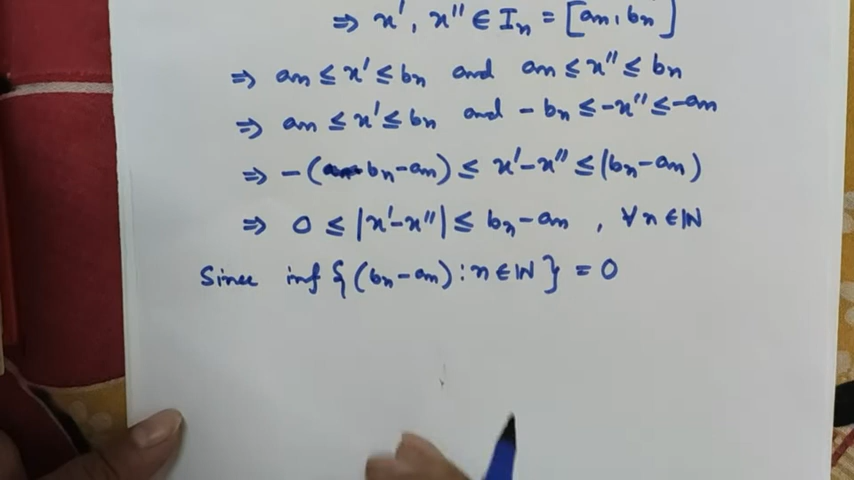 ⇒ x', x'' ∈ Iₙ = [aₙ, bₙ]
⇒ aₙ ≤ x' ≤ bₙ and aₙ ≤ x'' ≤ bₙ
⇒ aₙ ≤ x' ≤ bₙ and -bₙ ≤ -x'' ≤ -aₙ
⇒ -(bₙ-aₙ) ≤ x'-x'' ≤ (bₙ-aₙ)
⇒ 0 ≤ |x'-x''| ≤ bₙ-aₙ , ∀ n ∈ ℕ
Since inf {(bₙ-aₙ) : n ∈ ℕ} = 0